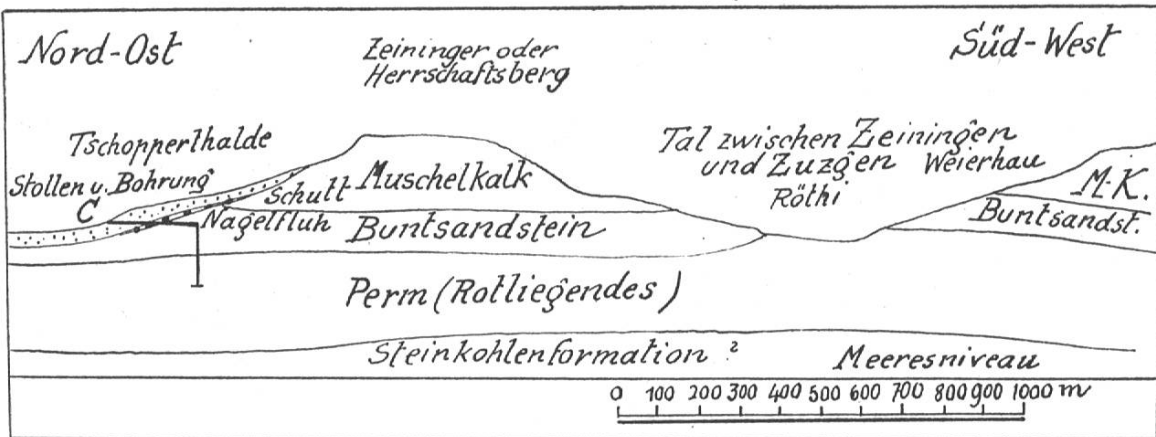 Nord-Ost
Zeininger oder
Herrschaftsberg
Süd-West
Tschopperthalde
Stollen u. Bohrung
C
Schutt
Nagelfluh
Muschelkalk
Buntsandstein
Tal zwischen Zeiningen
und Zuzgen
Röthi
Weierhau
M.K.
Buntsandst.
Perm (Rotliegendes)
Steinkohlenformation ?
Meeresniveau
0 100 200 300 400 500 600 700 800 900 1000 m